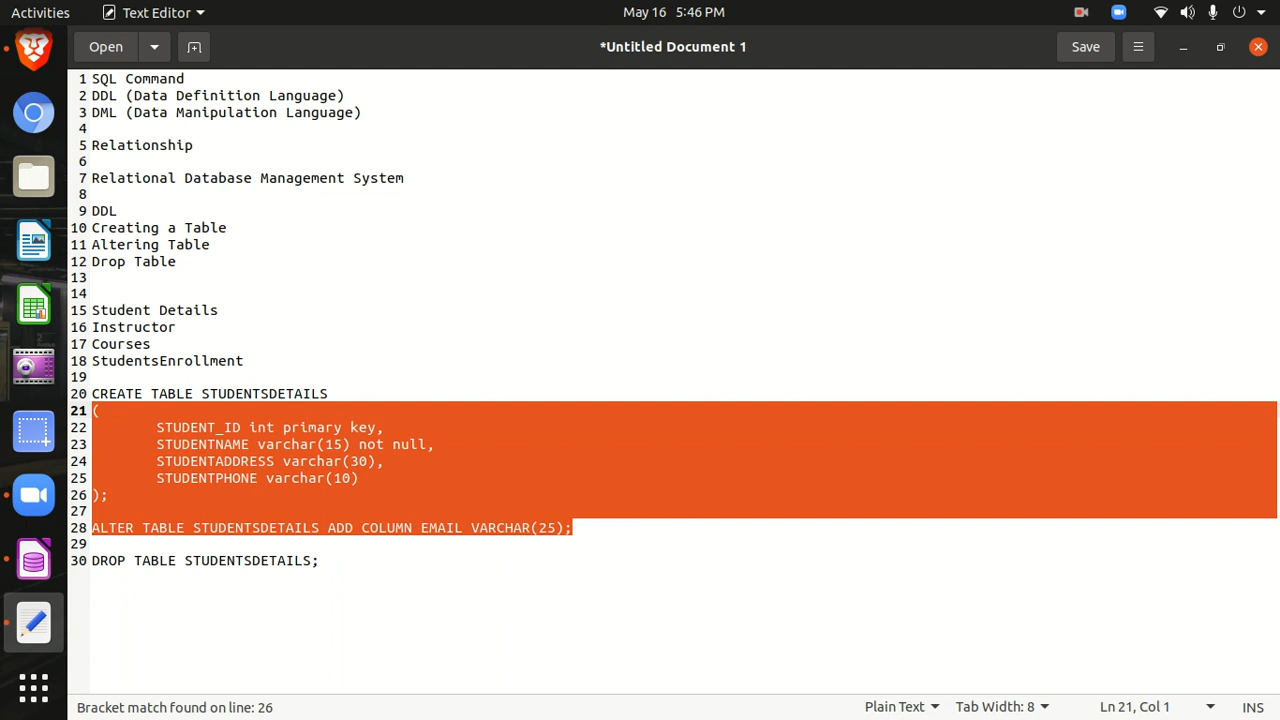 Activities Text Editor May 16 5:46 PM
Open *Untitled Document 1 Save
1 SQL Command
2 DDL (Data Definition Language)
3 DML (Data Manipulation Language)
4
5 Relationship
6
7 Relational Database Management System
8
9 DDL
10 Creating a Table
11 Altering Table
12 Drop Table
13
14
15 Student Details
16 Instructor
17 Courses
18 StudentsEnrollment
19
20 CREATE TABLE STUDENTSDETAILS
21 (
22 STUDENT_ID int primary key,
23 STUDENTNAME varchar(15) not null,
24 STUDENTADDRESS varchar(30),
25 STUDENTPHONE varchar(10)
26 );
27
28 ALTER TABLE STUDENTSDETAILS ADD COLUMN EMAIL VARCHAR(25);
29
30 DROP TABLE STUDENTSDETAILS;
Bracket match found on line: 26 Plain Text Tab Width: 8 Ln 21, Col 1 INS